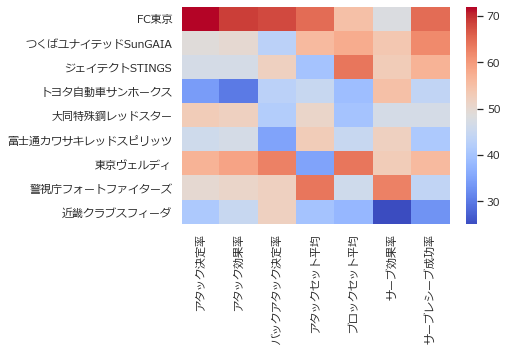 FC東京
つくばユナイテッドSunGAIA
ジェイテクトSTINGS
トヨタ自動車サンホークス
大同特殊鋼レッドスター
富士通カワサキレッドスピリッツ
東京ヴェルディ
警視庁フォートファイターズ
近畿クラブスフィーダ
アタック決定率
アタック効果率
バックアタック決定率
アタックセット平均
ブロックセット平均
サーブ効果率
サーブレシーブ成功率
70
60
50
40
30